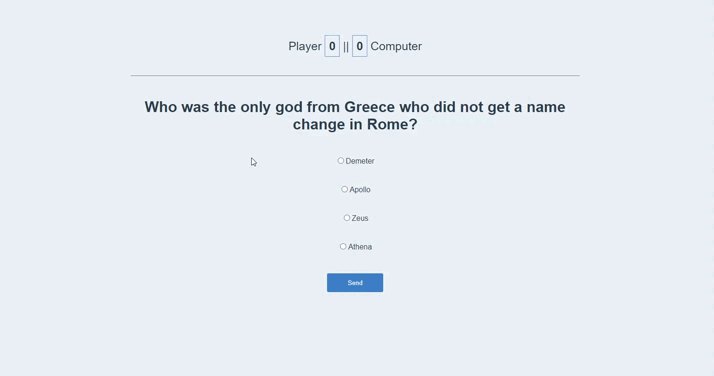 Player 0 || 0 Computer
Who was the only god from Greece who did not get a name
change in Rome?
Demeter
Apollo
Zeus
Athena
Send